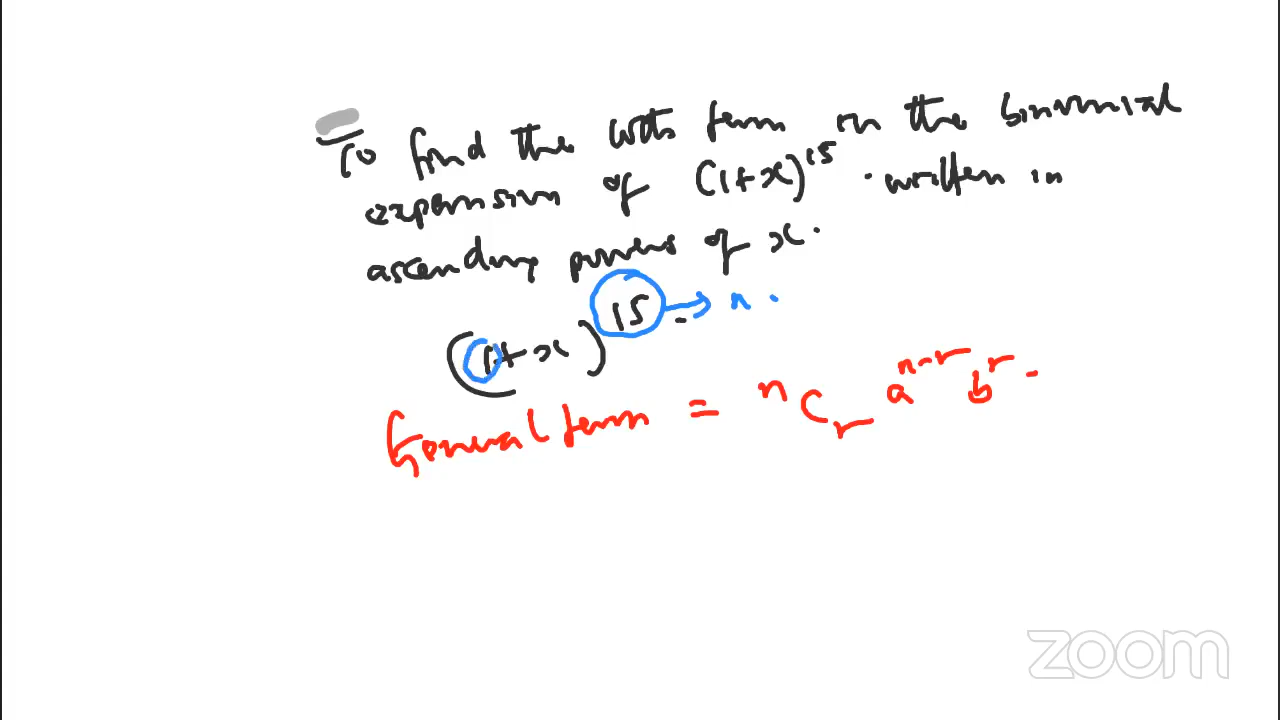 To find the 10th term in the binomial
expansion of (1+x)^15 . written in
ascending powers of x.
(1+x)^15 → n .
General term = ^nC_r a^{n-r} b^r -
zoom